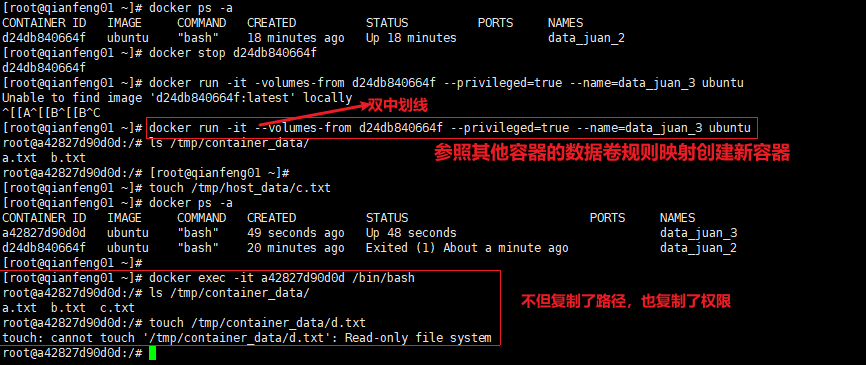 [root@qianfeng01 ~]# docker ps -a
CONTAINER ID   IMAGE     COMMAND   CREATED          STATUS          PORTS     NAMES
d24db840664f   ubuntu    "bash"    18 minutes ago   Up 18 minutes             data_juan_2
[root@qianfeng01 ~]# docker stop d24db840664f
d24db840664f
[root@qianfeng01 ~]# docker run -it -volumes-from d24db840664f --privileged=true --name=data_juan_3 ubuntu
Unable to find image 'd24db840664f:latest' locally
^[[A^[[B^[[B^C
双中划线
[root@qianfeng01 ~]# docker run -it --volumes-from d24db840664f --privileged=true --name=data_juan_3 ubuntu
root@a42827d90d0d:/# ls /tmp/container_data/
a.txt  b.txt
参照其他容器的数据卷规则映射创建新容器
root@a42827d90d0d:/# [root@qianfeng01 ~]#
[root@qianfeng01 ~]# touch /tmp/host_data/c.txt
[root@qianfeng01 ~]# docker ps -a
CONTAINER ID   IMAGE     COMMAND   CREATED          STATUS                          PORTS     NAMES
a42827d90d0d   ubuntu    "bash"    49 seconds ago   Up 48 seconds                             data_juan_3
d24db840664f   ubuntu    "bash"    20 minutes ago   Exited (1) About a minute ago             data_juan_2
[root@qianfeng01 ~]#
[root@qianfeng01 ~]# docker exec -it a42827d90d0d /bin/bash
root@a42827d90d0d:/# ls /tmp/container_data/
a.txt  b.txt  c.txt
不但复制了路径，也复制了权限
root@a42827d90d0d:/# touch /tmp/container_data/d.txt
touch: cannot touch '/tmp/container_data/d.txt': Read-only file system
root@a42827d90d0d:/#